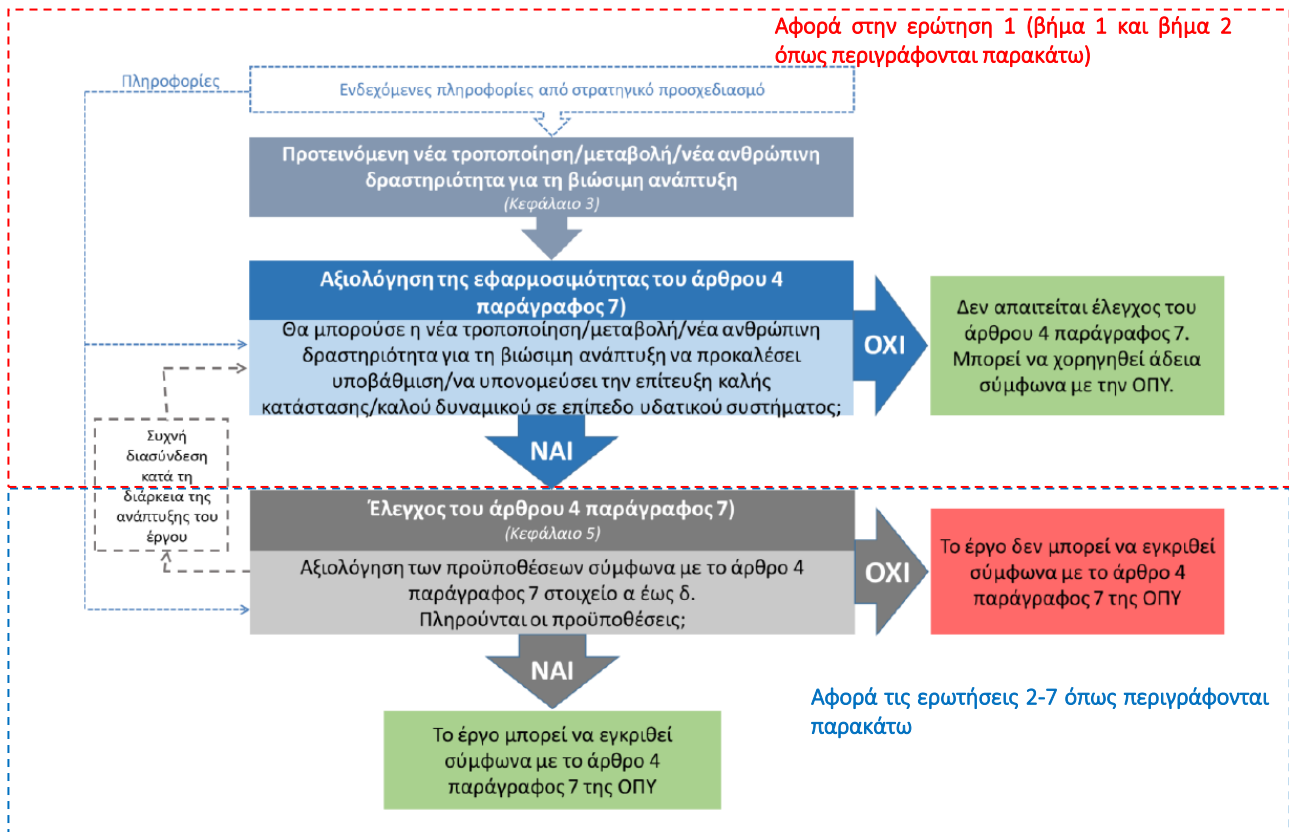 Αφορά στην ερώτηση 1 (βήμα 1 και βήμα 2
όπως περιγράφονται παρακάτω)
Πληροφορίες
Ενδεχόμενες πληροφορίες από στρατηγικό προσχεδιασμό
Προτεινόμενη νέα τροποποίηση/μεταβολή/νέα ανθρώπινη
δραστηριότητα για τη βιώσιμη ανάπτυξη
(Κεφάλαιο 3)
Αξιολόγηση της εφαρμοσιμότητας του άρθρου 4
παράγραφος 7)
Θα μπορούσε η νέα τροποποίηση/μεταβολή/νέα ανθρώπινη
δραστηριότητα για τη βιώσιμη ανάπτυξη να προκαλέσει
υποβάθμιση/να υπονομεύσει την επίτευξη καλής
κατάστασης/καλού δυναμικού σε επίπεδο υδατικού συστήματος;
ΟΧΙ
Δεν απαιτείται έλεγχος του
άρθρου 4 παράγραφος 7.
Μπορεί να χορηγηθεί άδεια
σύμφωνα με την ΟΠΥ.
ΝΑΙ
Συχνή
διασύνδεση
κατά τη
διάρκεια της
ανάπτυξης του
έργου
Έλεγχος του άρθρου 4 παράγραφος 7)
(Κεφάλαιο 5)
Αξιολόγηση των προϋποθέσεων σύμφωνα με το άρθρο 4
παράγραφος 7 στοιχείο α έως δ.
Πληρούνται οι προϋποθέσεις;
ΟΧΙ
Το έργο δεν μπορεί να εγκριθεί
σύμφωνα με το άρθρο 4
παράγραφος 7 της ΟΠΥ
ΝΑΙ
Αφορά τις ερωτήσεις 2-7 όπως περιγράφονται
παρακάτω
Το έργο μπορεί να εγκριθεί
σύμφωνα με το άρθρο 4
παράγραφος 7 της ΟΠΥ